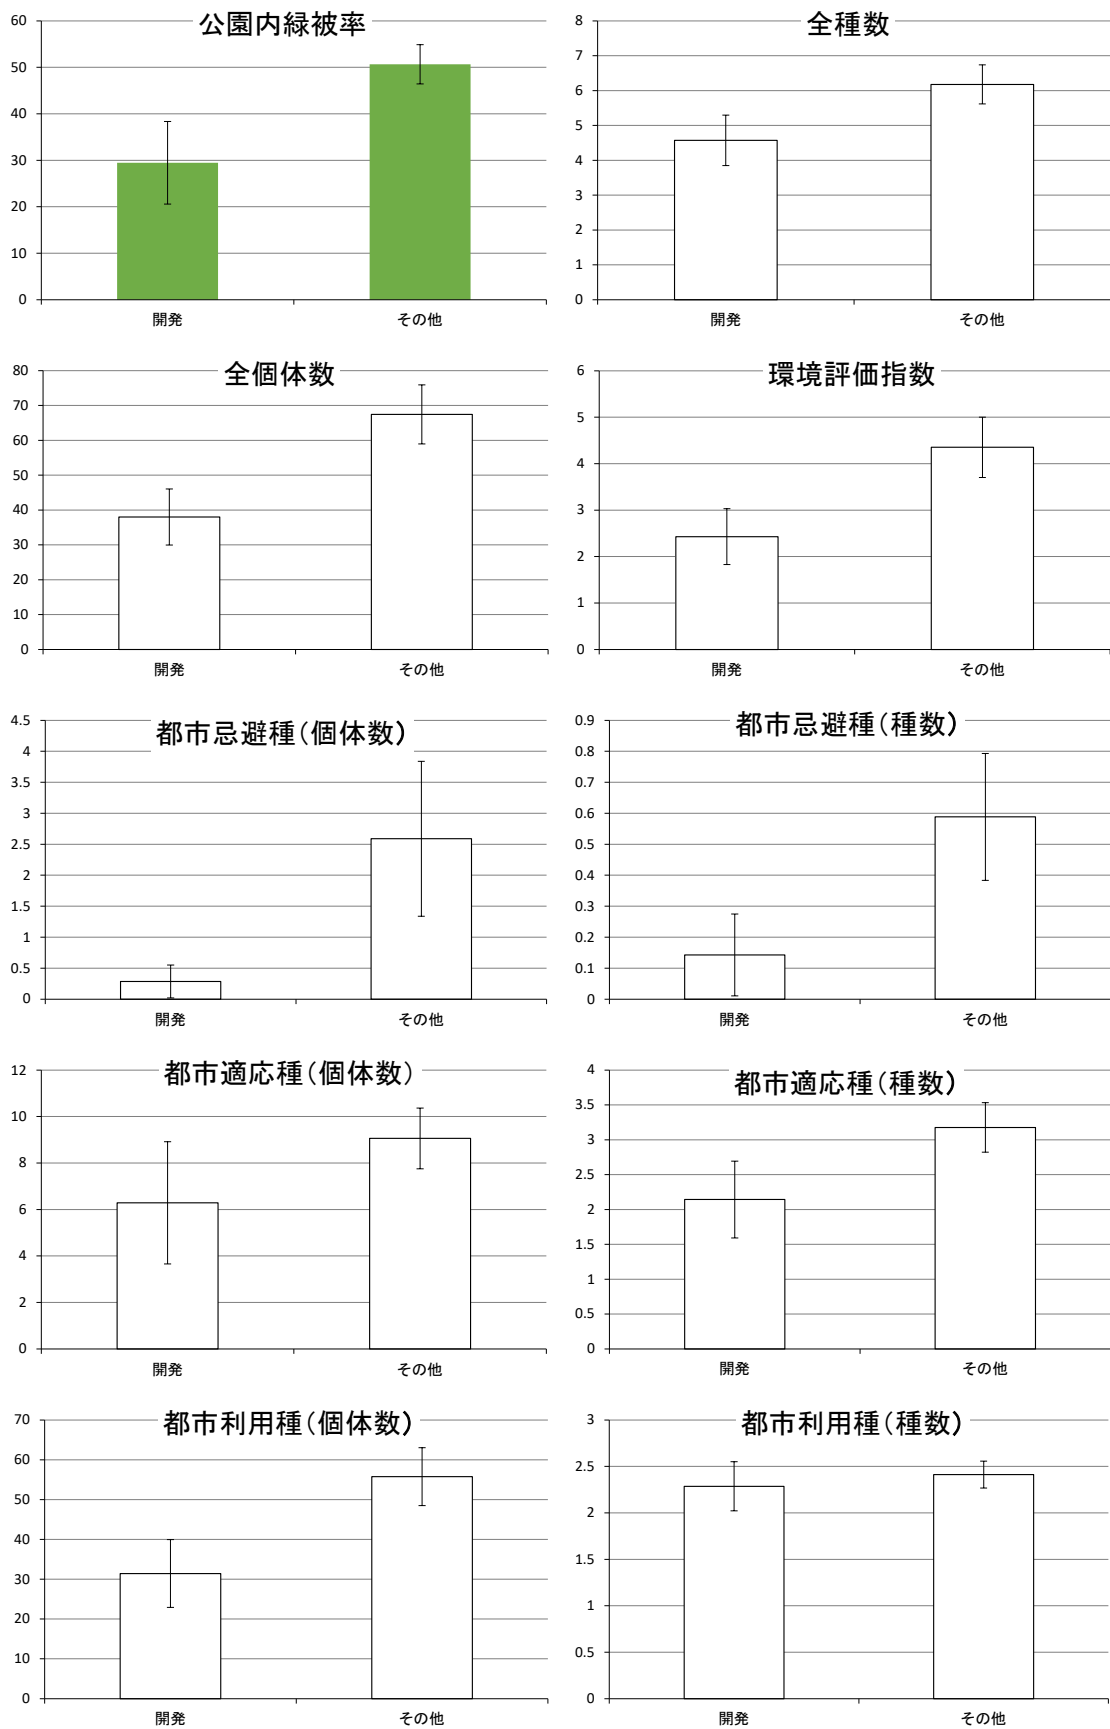 公園内緑被率
60
50
40
30
20
10
0
開発
その他
全種数
8
7
6
5
4
3
2
1
0
開発
その他
全個体数
80
70
60
50
40
30
20
10
0
開発
その他
環境評価指数
6
5
4
3
2
1
0
開発
その他
都市忌避種(個体数)
4.5
4
3.5
3
2.5
2
1.5
1
0.5
0
開発
その他
都市忌避種(種数)
0.9
0.8
0.7
0.6
0.5
0.4
0.3
0.2
0.1
0
開発
その他
都市適応種(個体数)
12
10
8
6
4
2
0
開発
その他
都市適応種(種数)
4
3.5
3
2.5
2
1.5
1
0.5
0
開発
その他
都市利用種(個体数)
70
60
50
40
30
20
10
0
開発
その他
都市利用種(種数)
3
2.5
2
1.5
1
0.5
0
開発
その他